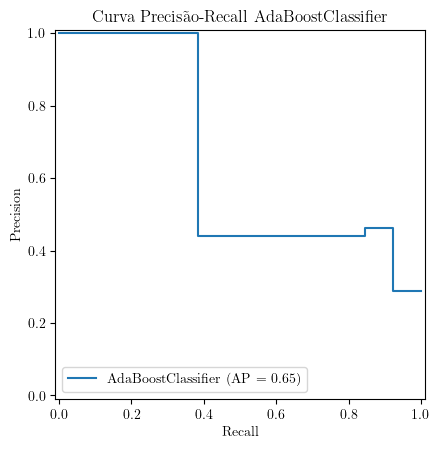 Curva Precisão-Recall AdaBoostClassifier
1.0
0.8
0.6
0.4
0.2
0.0
Precision
AdaBoostClassifier (AP = 0.65)
0.0 0.2 0.4 0.6 0.8 1.0
Recall